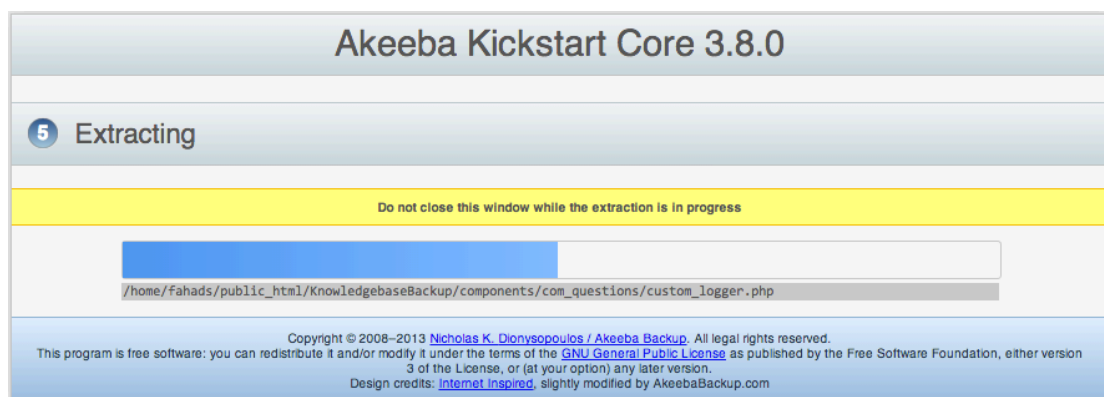 Akeeba Kickstart Core 3.8.0
5 Extracting
Do not close this window while the extraction is in progress
/home/fahads/public_html/KnowledgebaseBackup/components/com_questions/custom_logger.php
Copyright © 2008–2013 Nicholas K. Dionysopoulos / Akeeba Backup. All legal rights reserved.
This program is free software: you can redistribute it and/or modify it under the terms of the GNU General Public License as published by the Free Software Foundation, either version
3 of the License, or (at your option) any later version.
Design credits: Internet Inspired, slightly modified by AkeebaBackup.com